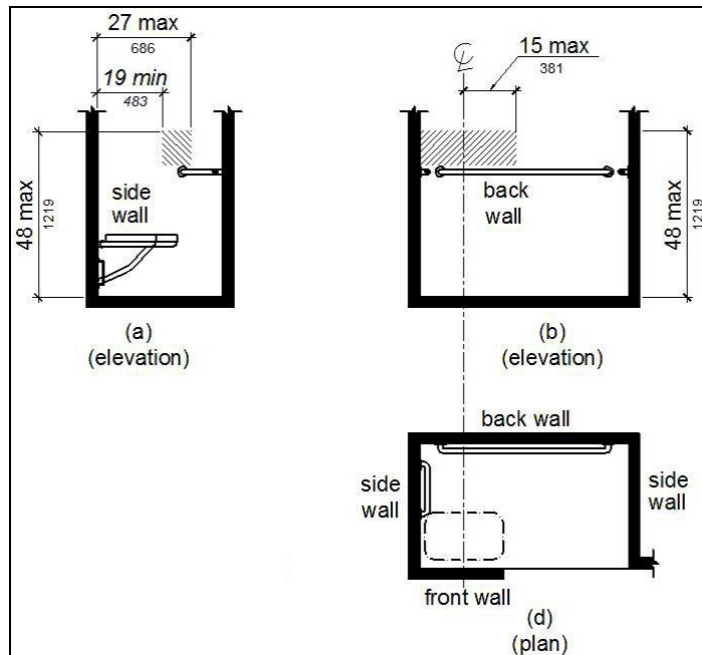 27 max
686
19 min
483
48 max
1219
side
wall
(a)
(elevation)
℄
15 max
381
back
wall
48 max
1219
(b)
(elevation)
back wall
side
wall
side
wall
front wall
(d)
(plan)